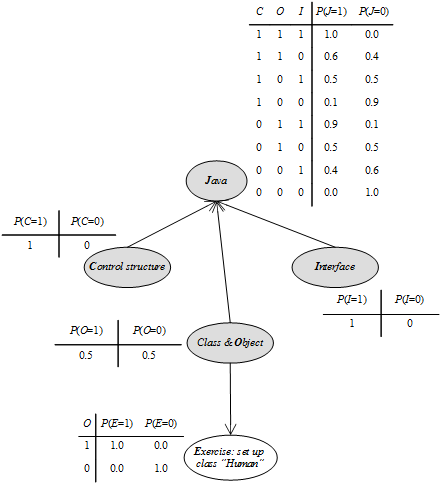 C O I P(J=1) P(J=0)
1 1 1 1.0 0.0
1 1 0 0.6 0.4
1 0 1 0.5 0.5
1 0 0 0.1 0.9
0 1 1 0.9 0.1
0 1 0 0.5 0.5
0 0 1 0.4 0.6
0 0 0 0.0 1.0
Java
P(C=1) P(C=0)
1 0
Control structure
Interface
P(I=1) P(I=0)
1 0
P(O=1) P(O=0)
0.5 0.5
Class & Object
O P(E=1) P(E=0)
1 1.0 0.0
0 0.0 1.0
Exercise: set up
class “Human”